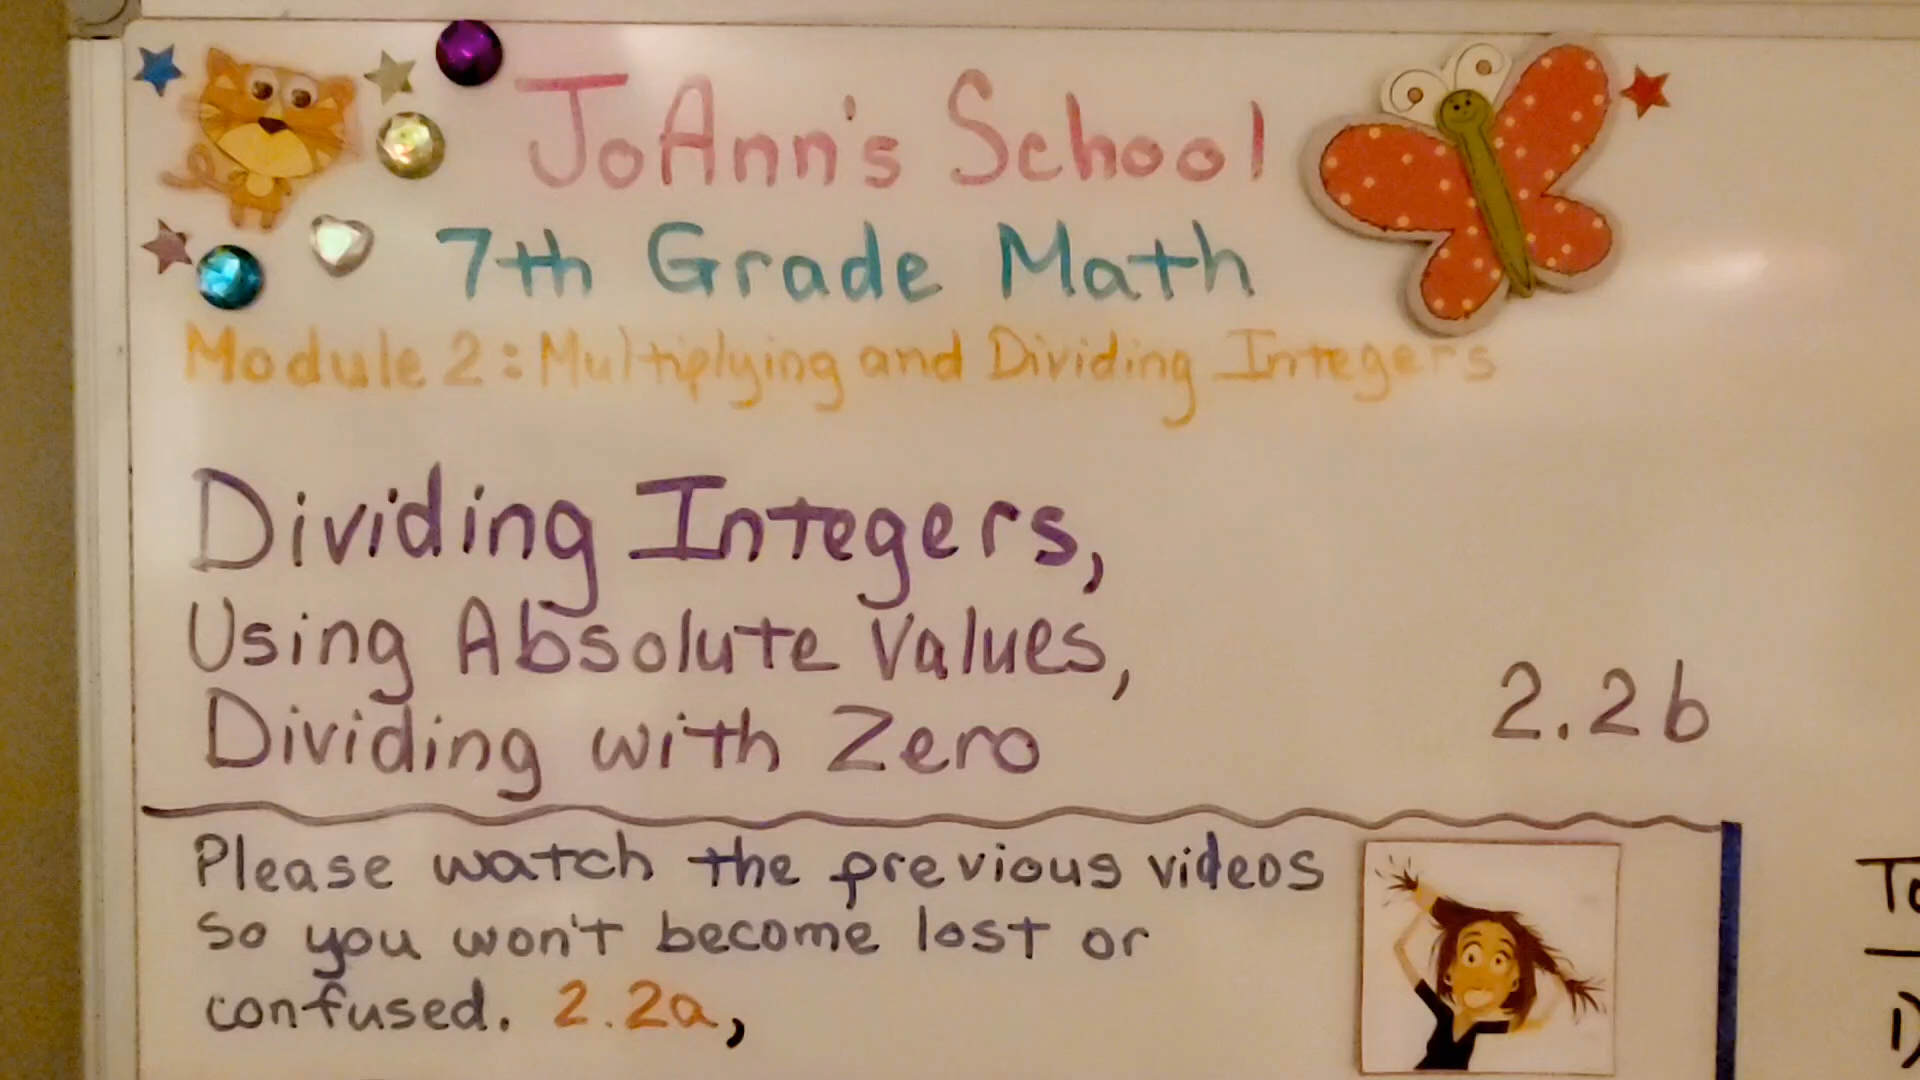 JoAnn's School
7th Grade Math
Module 2: Multiplying and Dividing Integers
Dividing Integers,
Using Absolute Values,
Dividing with Zero
2.2b
Please watch the previous videos
so you won't become lost or
confused. 2.2a,
1)